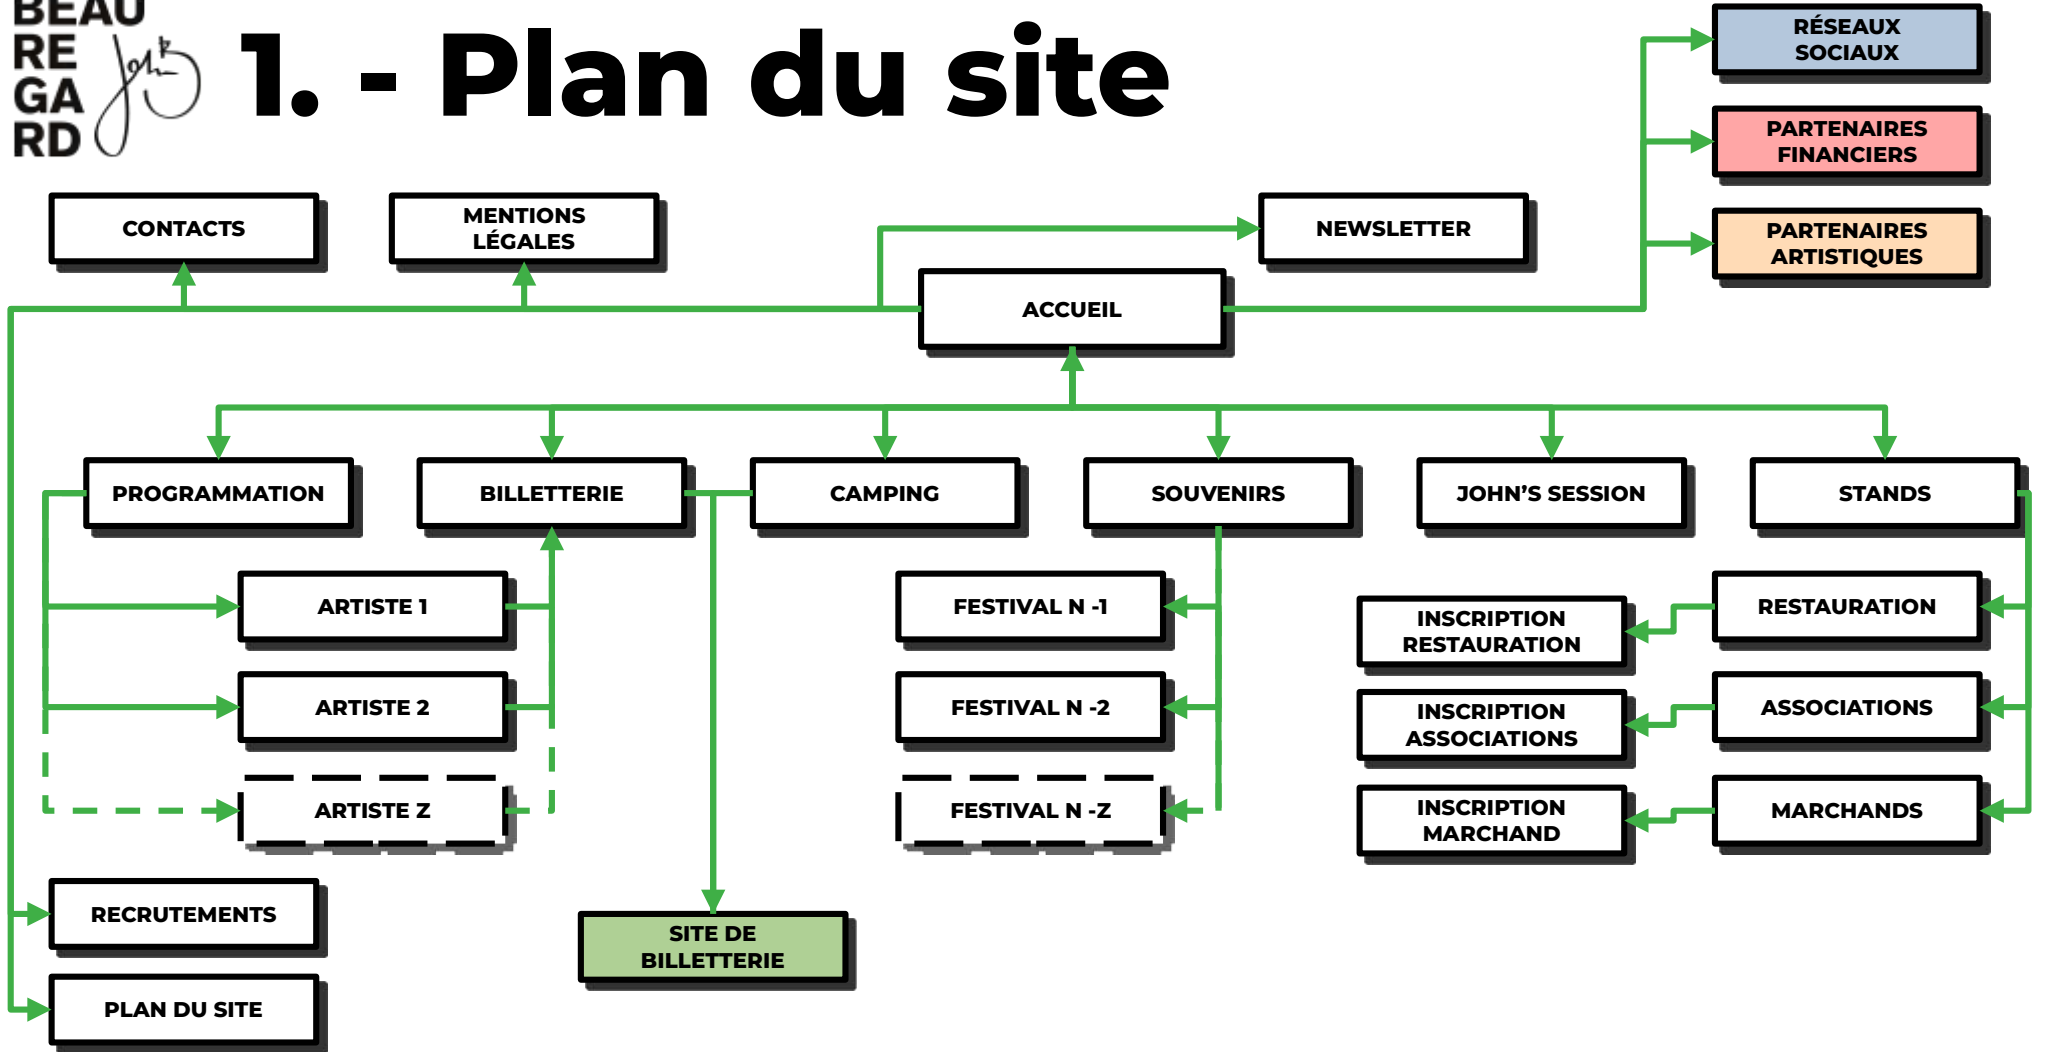 BEAU
RE
GA
RD
John
1. - Plan du site
RÉSEAUX
SOCIAUX
PARTENAIRES
FINANCIERS
PARTENAIRES
ARTISTIQUES
CONTACTS
MENTIONS
LÉGALES
NEWSLETTER
ACCUEIL
PROGRAMMATION
BILLETTERIE
CAMPING
SOUVENIRS
JOHN'S SESSION
STANDS
ARTISTE 1
FESTIVAL N -1
INSCRIPTION
RESTAURATION
RESTAURATION
ARTISTE 2
FESTIVAL N -2
INSCRIPTION
ASSOCIATIONS
ASSOCIATIONS
ARTISTE Z
FESTIVAL N -Z
INSCRIPTION
MARCHAND
MARCHANDS
RECRUTEMENTS
SITE DE
BILLETTERIE
PLAN DU SITE